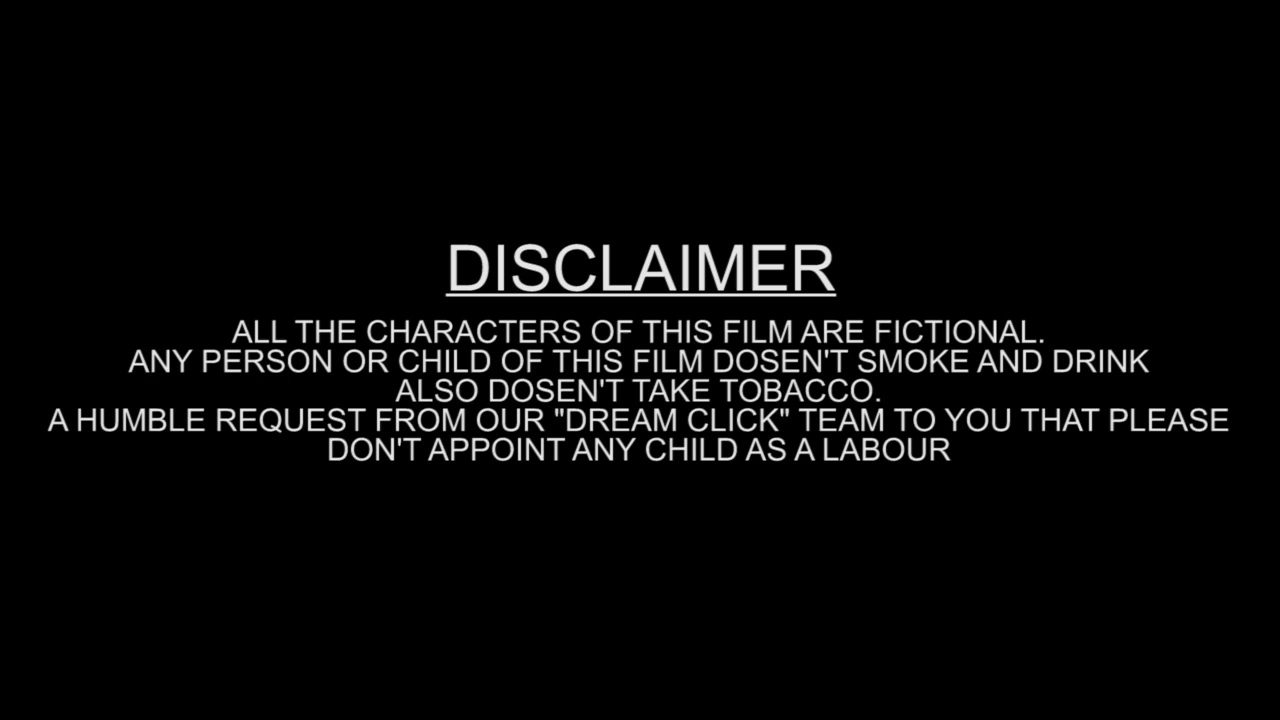 DISCLAIMER
ALL THE CHARACTERS OF THIS FILM ARE FICTIONAL.
ANY PERSON OR CHILD OF THIS FILM DOSEN'T SMOKE AND DRINK
ALSO DOSEN'T TAKE TOBACCO.
A HUMBLE REQUEST FROM OUR "DREAM CLICK" TEAM TO YOU THAT PLEASE
DON'T APPOINT ANY CHILD AS A LABOUR